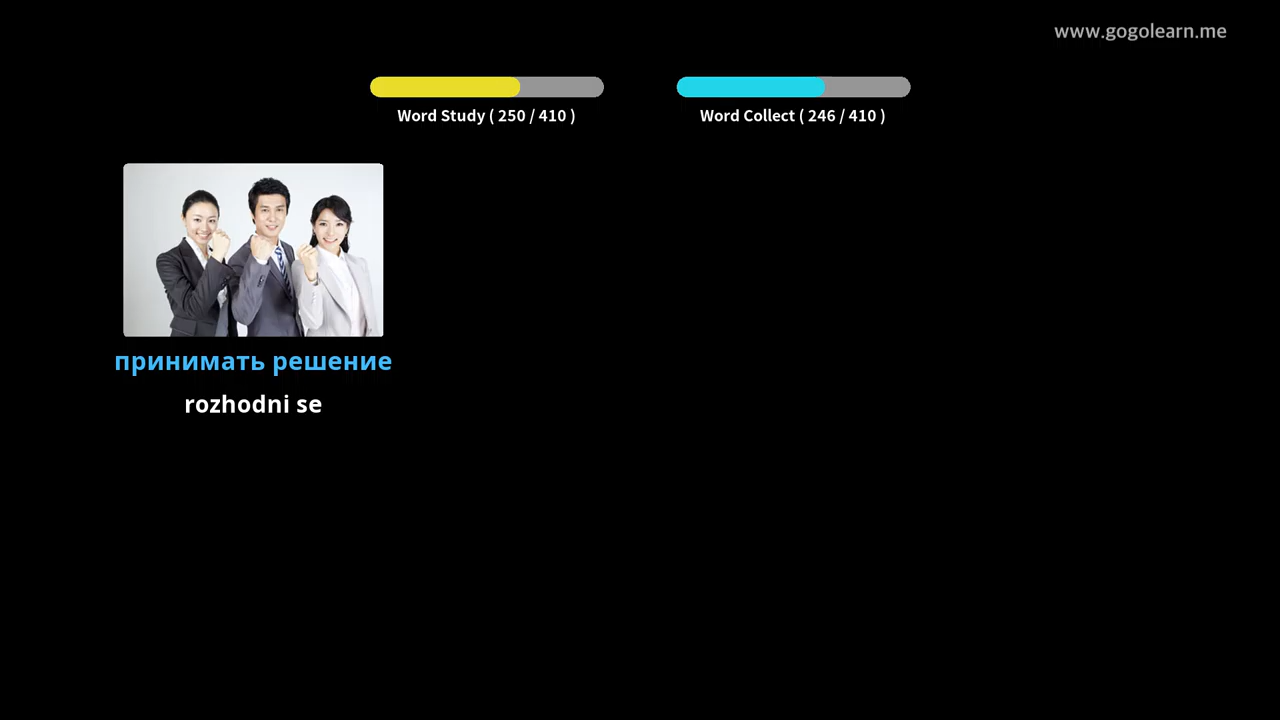 www.gogolearn.me
Word Study ( 250 / 410 )
Word Collect ( 246 / 410 )
принимать решение
rozhodni se